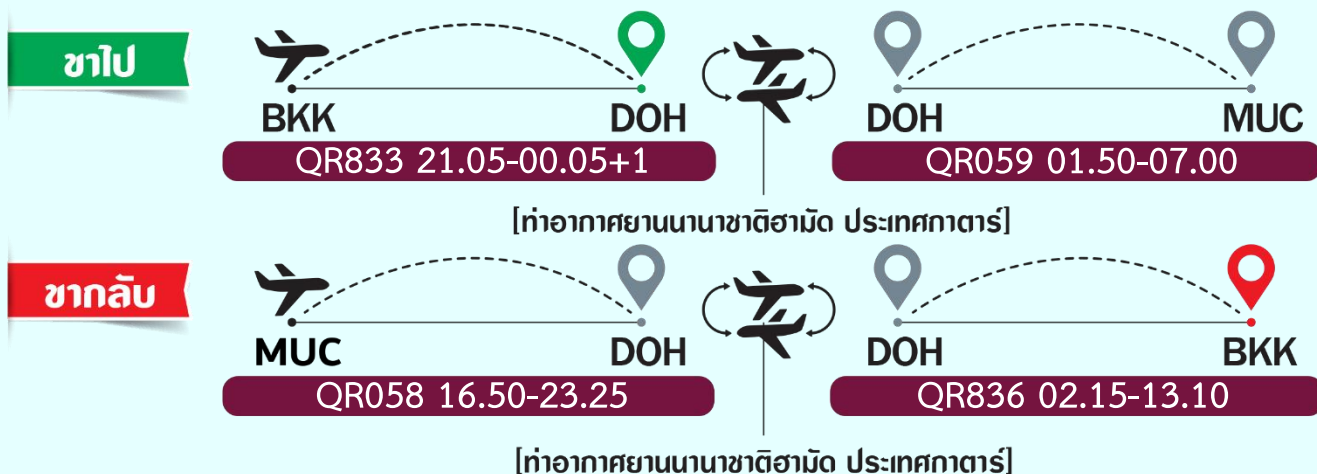 ขาไป
BKK DOH DOH MUC
QR833 21.05-00.05+1 QR059 01.50-07.00
[ท่าอากาศยานนานาชาติฮามัด ประเทศกาตาร์]
ขากลับ
MUC DOH DOH BKK
QR058 16.50-23.25 QR836 02.15-13.10
[ท่าอากาศยานนานาชาติฮามัด ประเทศกาตาร์]